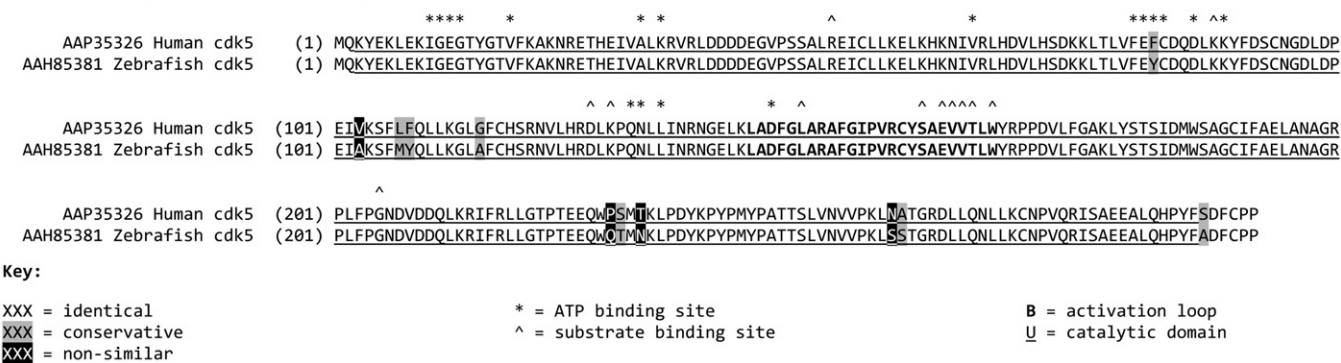 **** * * * ^ * **** * ^*
AAP35326 Human cdk5 (1) MQKYEKLEKIGEGTYGTVFKAKNRETHEIVALKRVRLDDDDEGVPSSALREICLLKELKHKNIVRLHDVLHSDKKLTLVFEFCDQDLKKYFDSCNGDLDP
AAH85381 Zebrafish cdk5 (1) MQKYEKLEKIGEGTYGTVFKAKNRETHEIVALKRVRLDDDDEGVPSSALREICLLKELKHKNIVRLHDVLHSDKKLTLVFEYCDQDLKKYFDSCNGDLDP
^ ^ ** * * ^ ^ ^^^^ ^
AAP35326 Human cdk5 (101) EIVKSFLFQLLKGLGFCHSRNVLHRDLKPQNLLINRNGELKLADFGLARAFGIPVRCYSAEVVTLWYRPPDVLFGAKLYSTSIDMWSAGCIFAELANAGR
AAH85381 Zebrafish cdk5 (101) EIAKSFMYQLLKGLAFCHSRNVLHRDLKPQNLLINRNGELKLADFGLARAFGIPVRCYSAEVVTLWYRPPDVLFGAKLYSTSIDMWSAGCIFAELANAGR
^
AAP35326 Human cdk5 (201) PLFPGNDVDDQLKRIFRLLGTPTEEQWPSMTKLPDYKPYPMYPATTSLVNVVPKLNATGRDLLQNLLKCNPVQRISAEEALQHPYFSDFCPP
AAH85381 Zebrafish cdk5 (201) PLFPGNDVDDQLKRIFRLLGTPTEEQWQTMNKLPDYKPYPMYPATTSLVNVVPKLSSTGRDLLQNLLKCNPVQRISAEEALQHPYFADFCPP
Key:
XXX = identical * = ATP binding site B = activation loop
XXX = conservative ^ = substrate binding site U = catalytic domain
XXX = non-similar